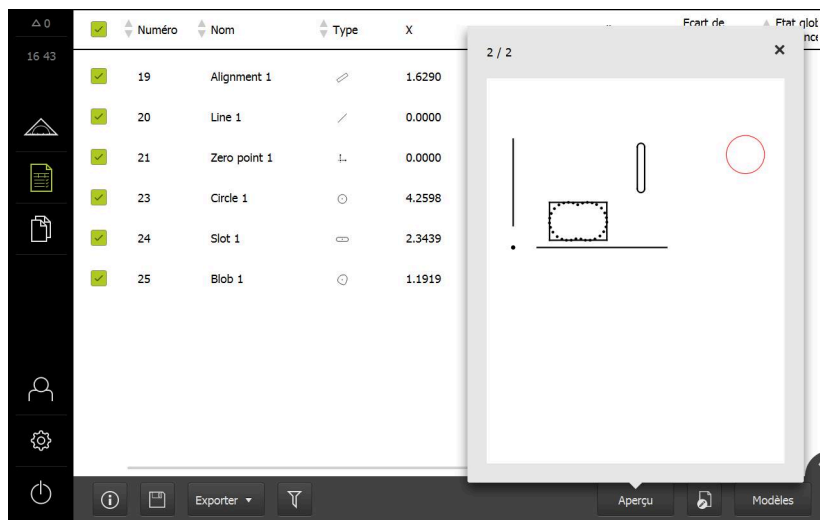 △ 0
16 43
Numéro Nom Type X Ecart de Etat glob
19 Alignment 1 1.6290
20 Line 1 0.0000
21 Zero point 1 0.0000
23 Circle 1 4.2598
24 Slot 1 2.3439
25 Blob 1 1.1919
2 / 2
Exporter Aperçu Modèles